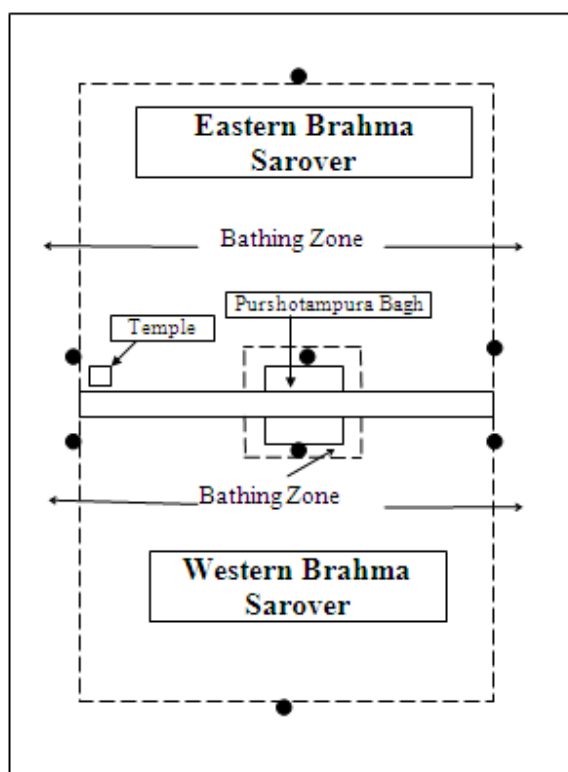 Eastern Brahma
Sarover
Bathing Zone
Purshotampura Bagh
Temple
Bathing Zone
Western Brahma
Sarover